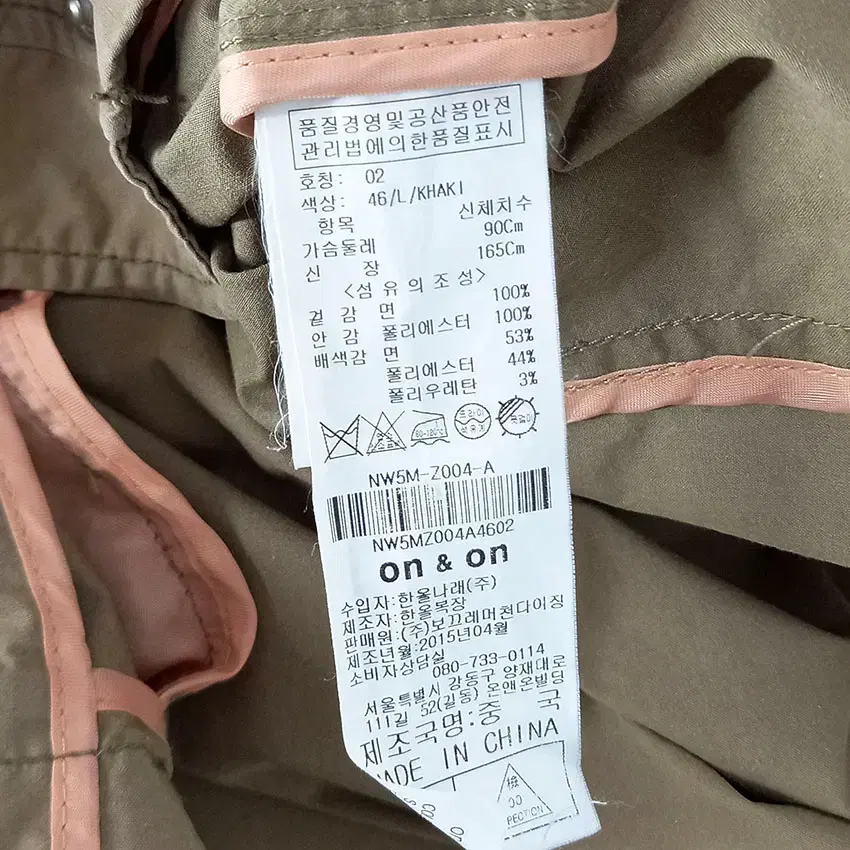 품질경영및공산품안전
관리법에의한품질표시
호칭: 02
색상: 46/L/KHAKI
항목 신체치수
가슴둘레 90Cm
신 장 165Cm
<섬유의조성>
겉 감 면 100%
안 감 폴리에스터 100%
배색감 면 53%
폴리에스터 44%
폴리우레탄 3%
80-120℃
드라이
NW5M-Z004-A
NW5MZ004A4602
on & on
수입자:한올나래(주)
제조자:한올복장
판매원:(주)보끄레머천다이징
제조년월:2015년04월
소비자상담실 080-733-0114
서울특별시 강동구 양재대로
111길 52(길동) 온앤온빌딩
제조국명:중 국
MADE IN CHINA
檢
PECTION